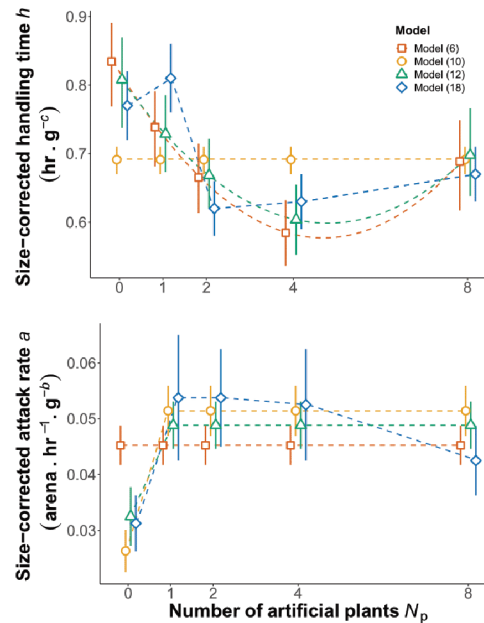 Size-corrected handling time h
(hr . g⁻ᶜ)
0.9
0.8
0.7
0.6
Model
Model (6)
Model (10)
Model (12)
Model (18)
0 1 2 4 8
Size-corrected attack rate a
(arena . hr⁻¹ . g⁻ᵇ)
0.06
0.05
0.04
0.03
0 1 2 4 8
Number of artificial plants Nₚ